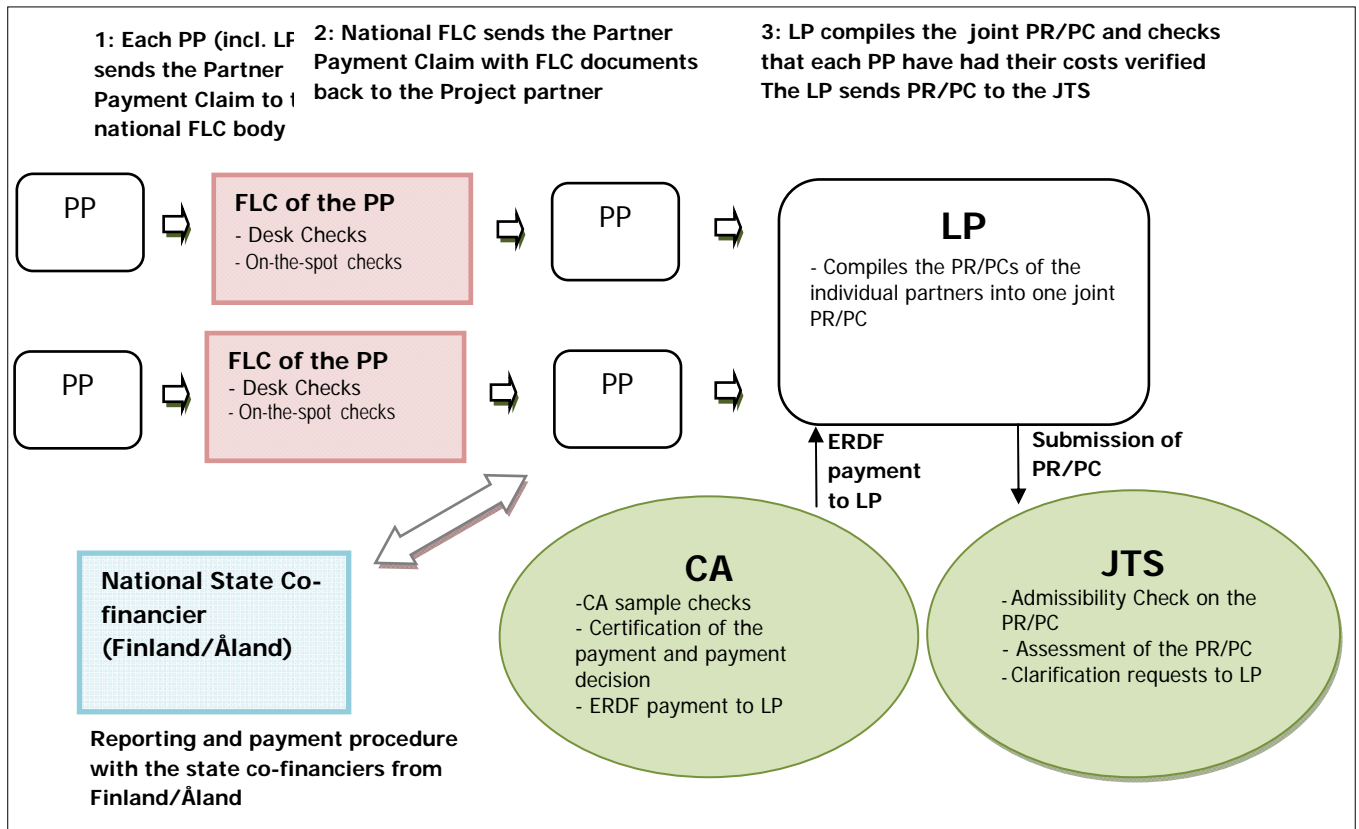 1: Each PP (incl. LP
sends the Partner
Payment Claim to
national FLC body
2: National FLC sends the Partner
Payment Claim with FLC documents
back to the Project partner
3: LP compiles the joint PR/PC and checks
that each PP have had their costs verified
The LP sends PR/PC to the JTS
PP
FLC of the PP
- Desk Checks
- On-the-spot checks
PP
LP
- Compiles the PR/PCs of the
individual partners into one joint
PR/PC
PP
FLC of the PP
- Desk Checks
- On-the-spot checks
PP
ERDF
payment
to LP
Submission of
PR/PC
National State Co-
financier
(Finland/Åland)
CA
-CA sample checks
- Certification of the
payment and payment
decision
- ERDF payment to LP
JTS
- Admissibility Check on the
PR/PC
- Assessment of the PR/PC
- Clarification requests to LP
Reporting and payment procedure
with the state co-financiers from
Finland/Åland